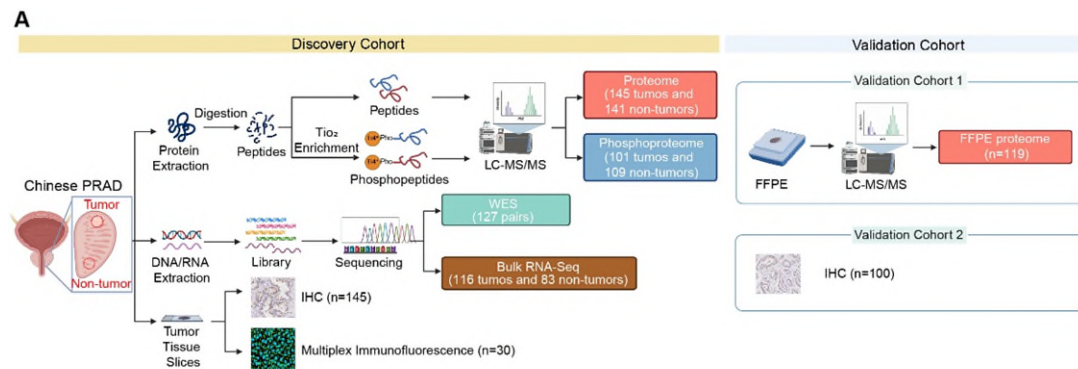 A
Discovery Cohort
Validation Cohort
Digestion
Protein
Extraction
Peptides
Tio₂
Enrichment
Peptides
Phosphopeptides
LC-MS/MS
Proteome
(145 tumos and
141 non-tumors)
Phosphoproteome
(101 tumos and
109 non-tumors)
Chinese PRAD
Tumor
Non-tumor
DNA/RNA
Extraction
Library
Sequencing
WES
(127 pairs)
Bulk RNA-Seq
(116 tumos and 83 non-tumors)
Tumor
Tissue
Slices
IHC (n=145)
Multiplex Immunofluorescence (n=30)
Validation Cohort 1
FFPE
LC-MS/MS
FFPE proteome
(n=119)
Validation Cohort 2
IHC (n=100)